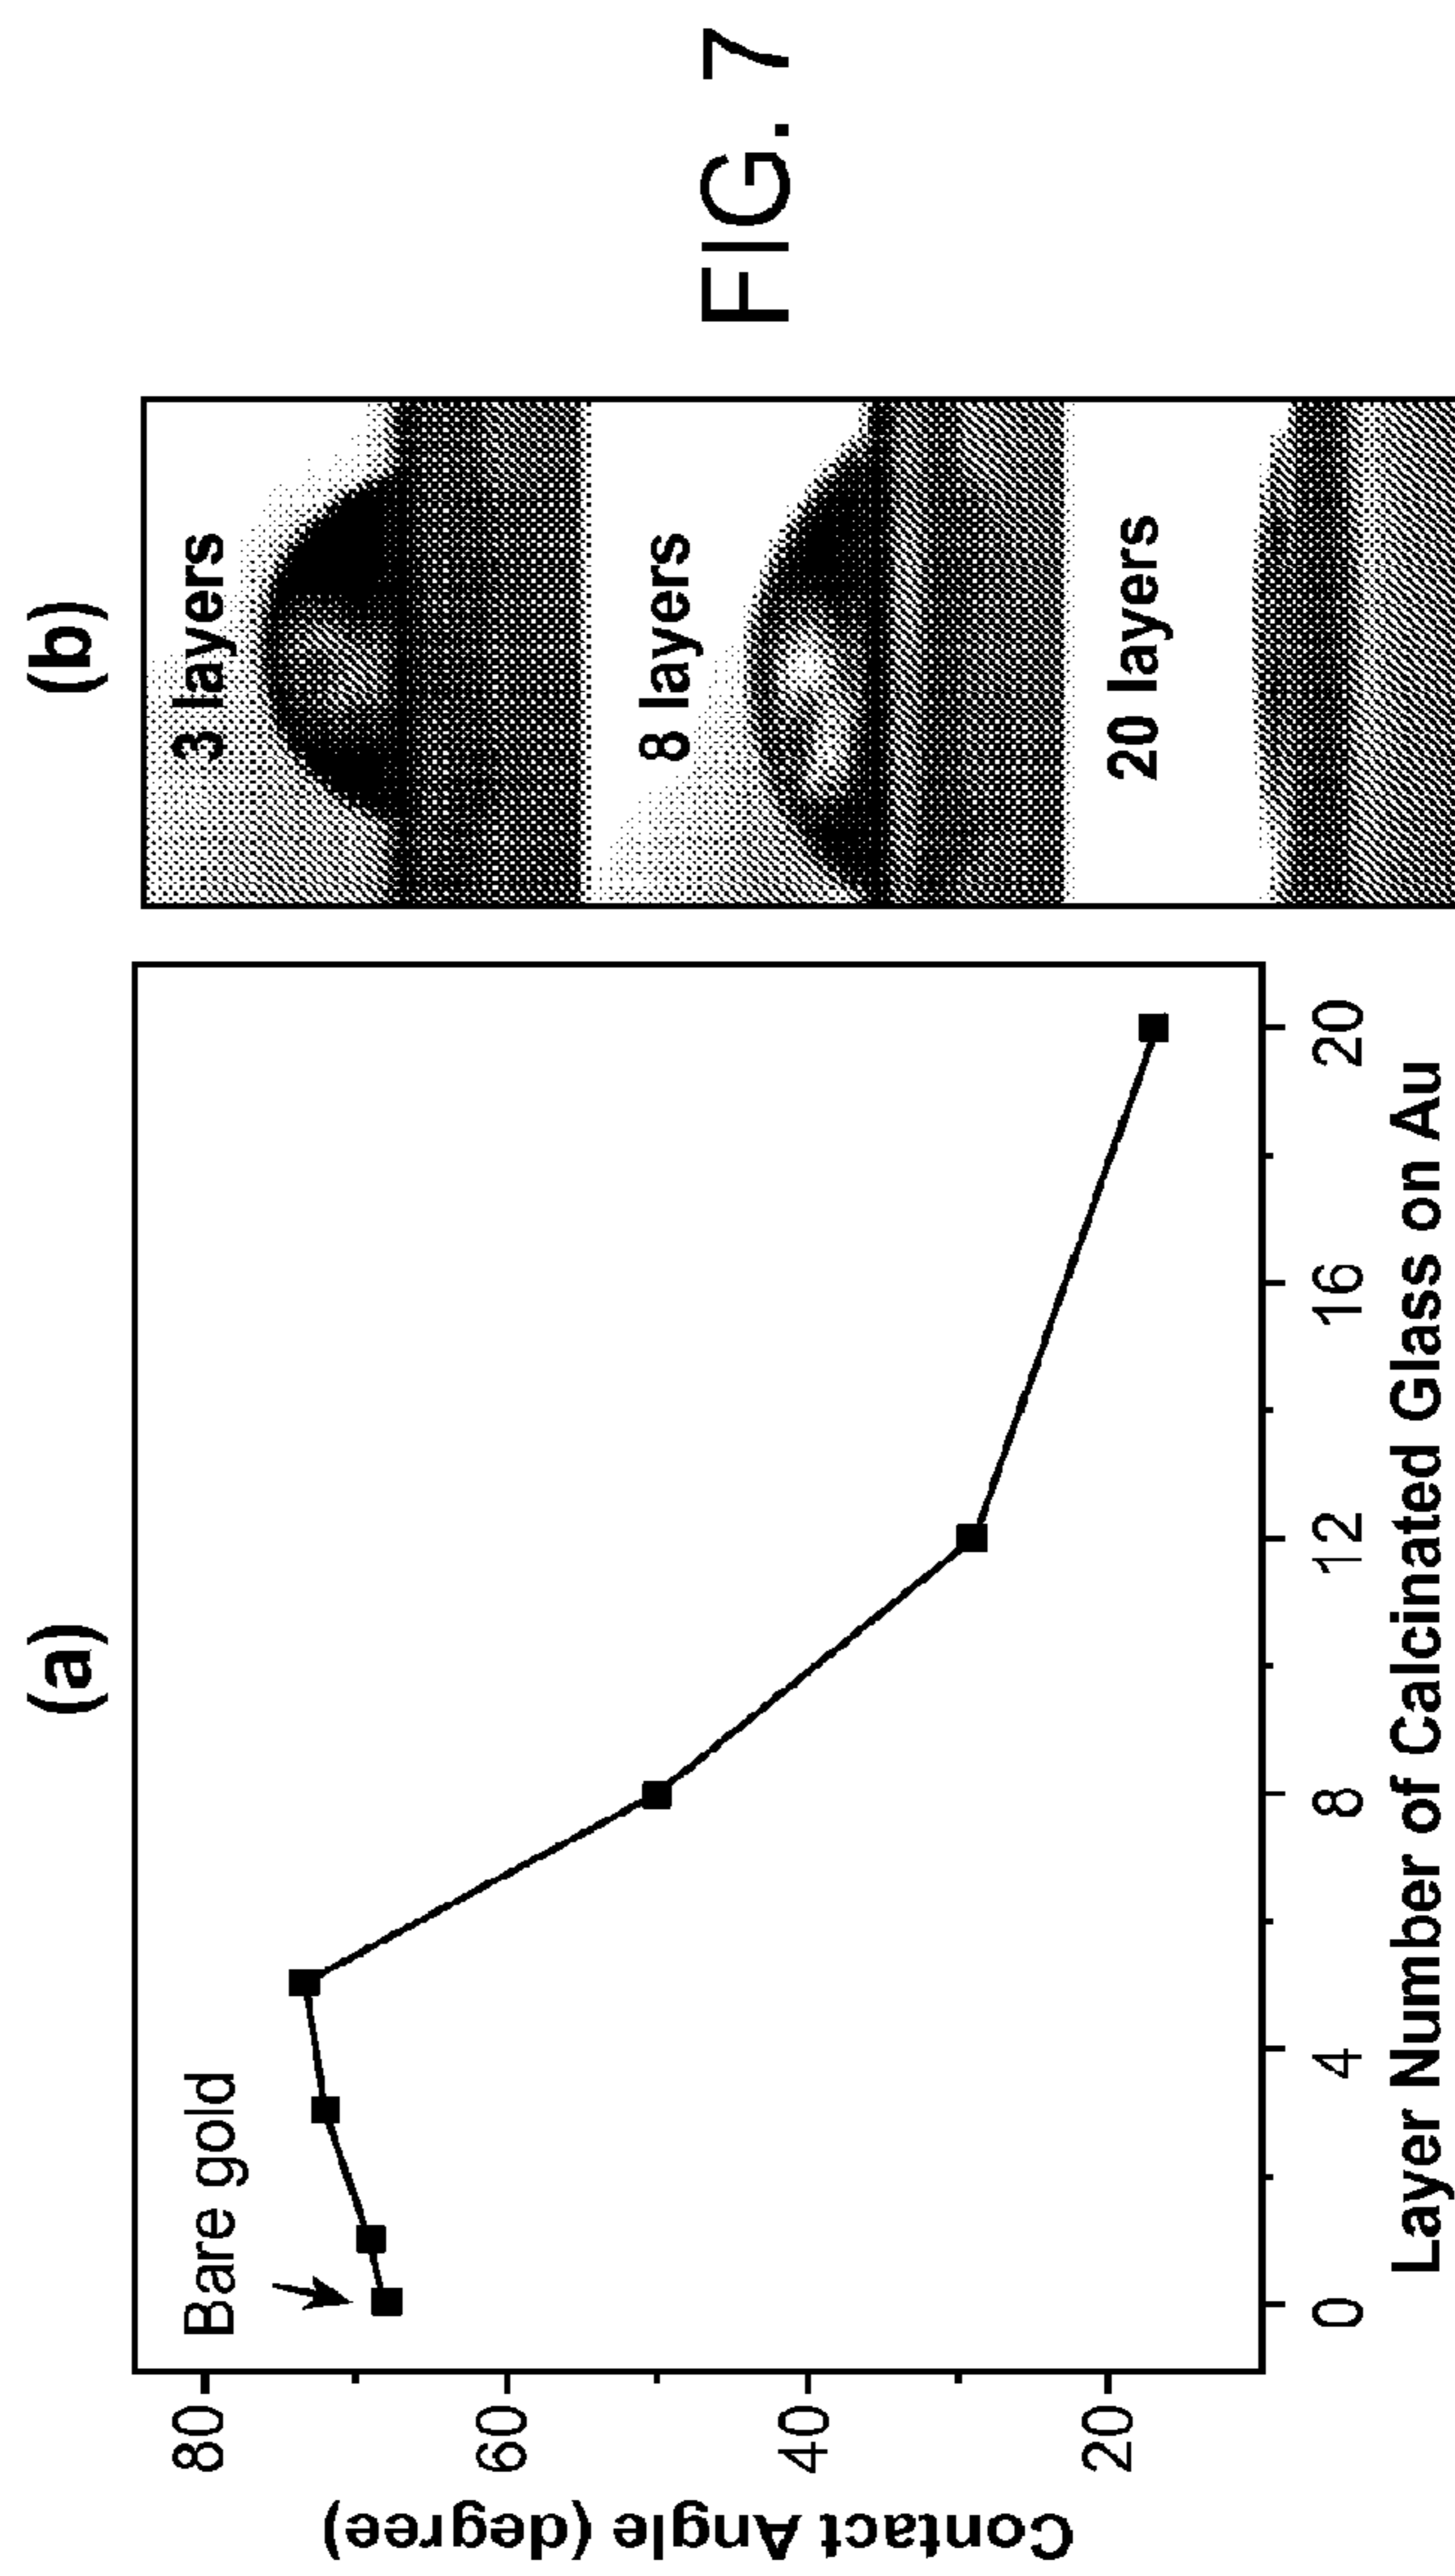 (a)
Bare gold
80
60
40
20
Contact Angle (degree)
0 4 8 12 16 20
Layer Number of Calcinated Glass on Au
(b)
3 layers
8 layers
20 layers
FIG. 7